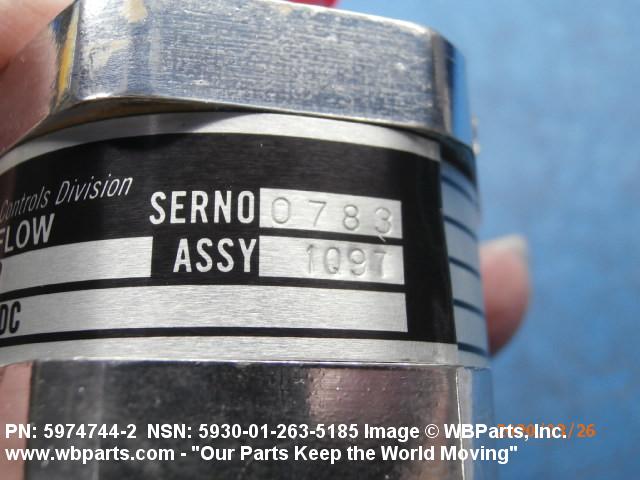 Controls Division
FLOW
SERNO 0783
ASSY 1Q97
DC
PN: 5974744-2 NSN: 5930-01-263-5185 Image © WBParts, Inc.
www.wbparts.com - "Our Parts Keep the World Moving"